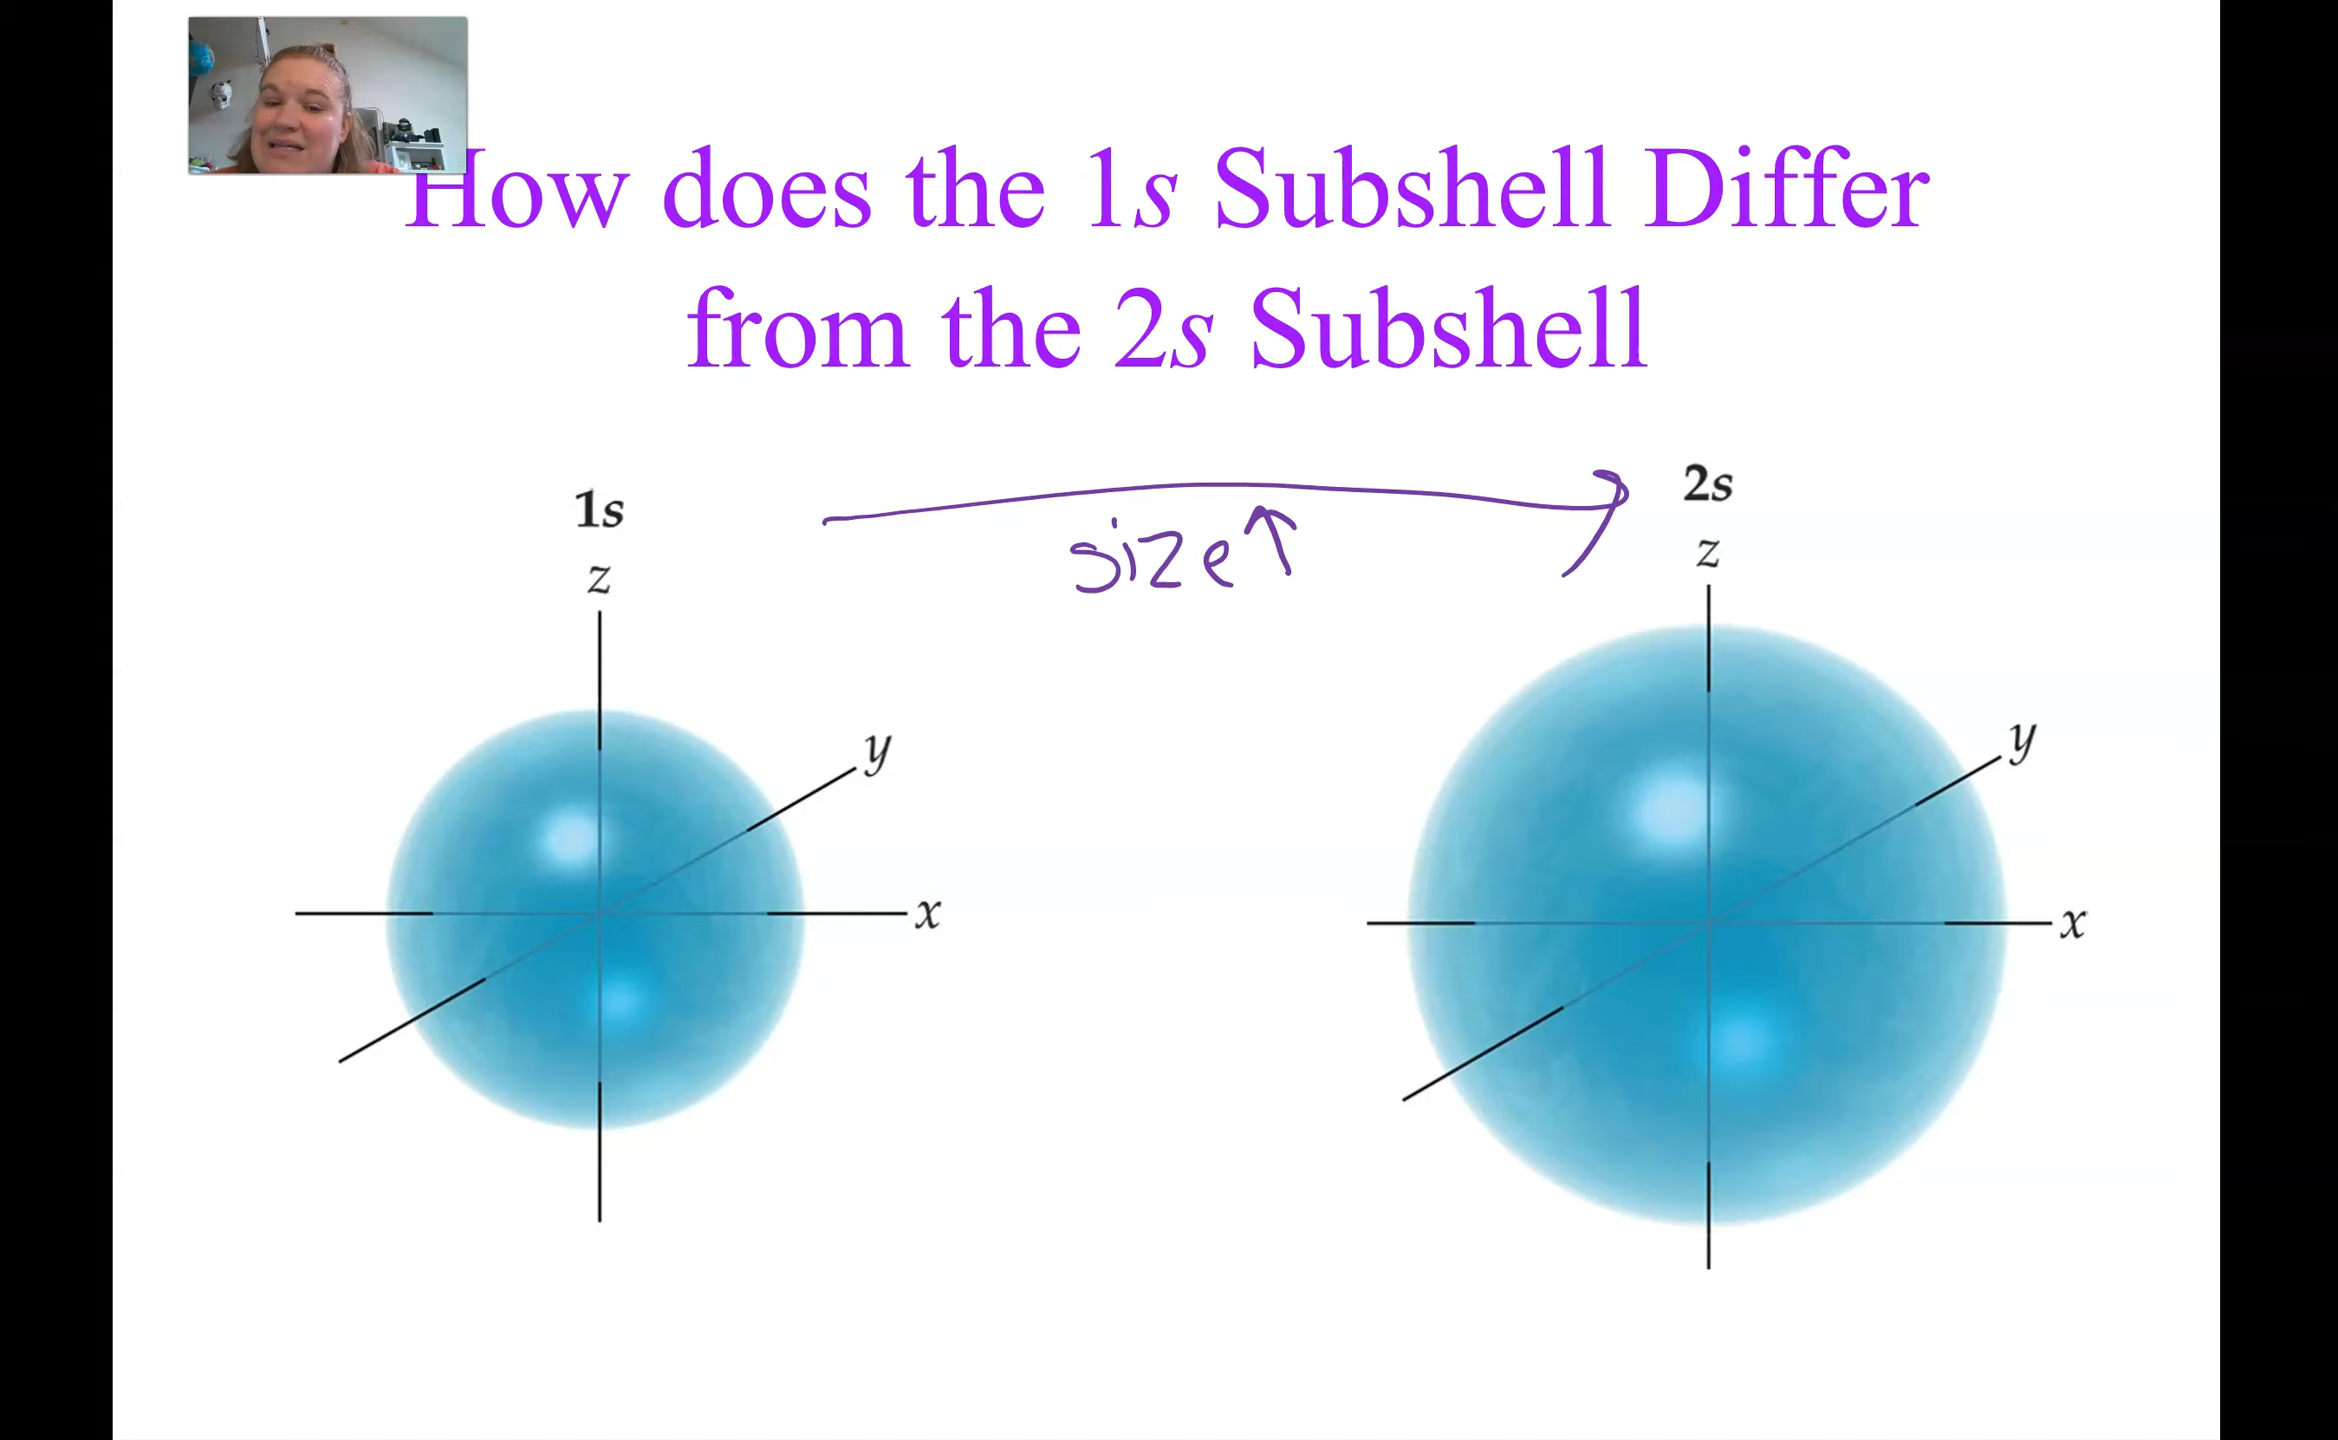 How does the 1s Subshell Differ
from the 2s Subshell
1s
z
y
x
size↑
2s
z
y
x